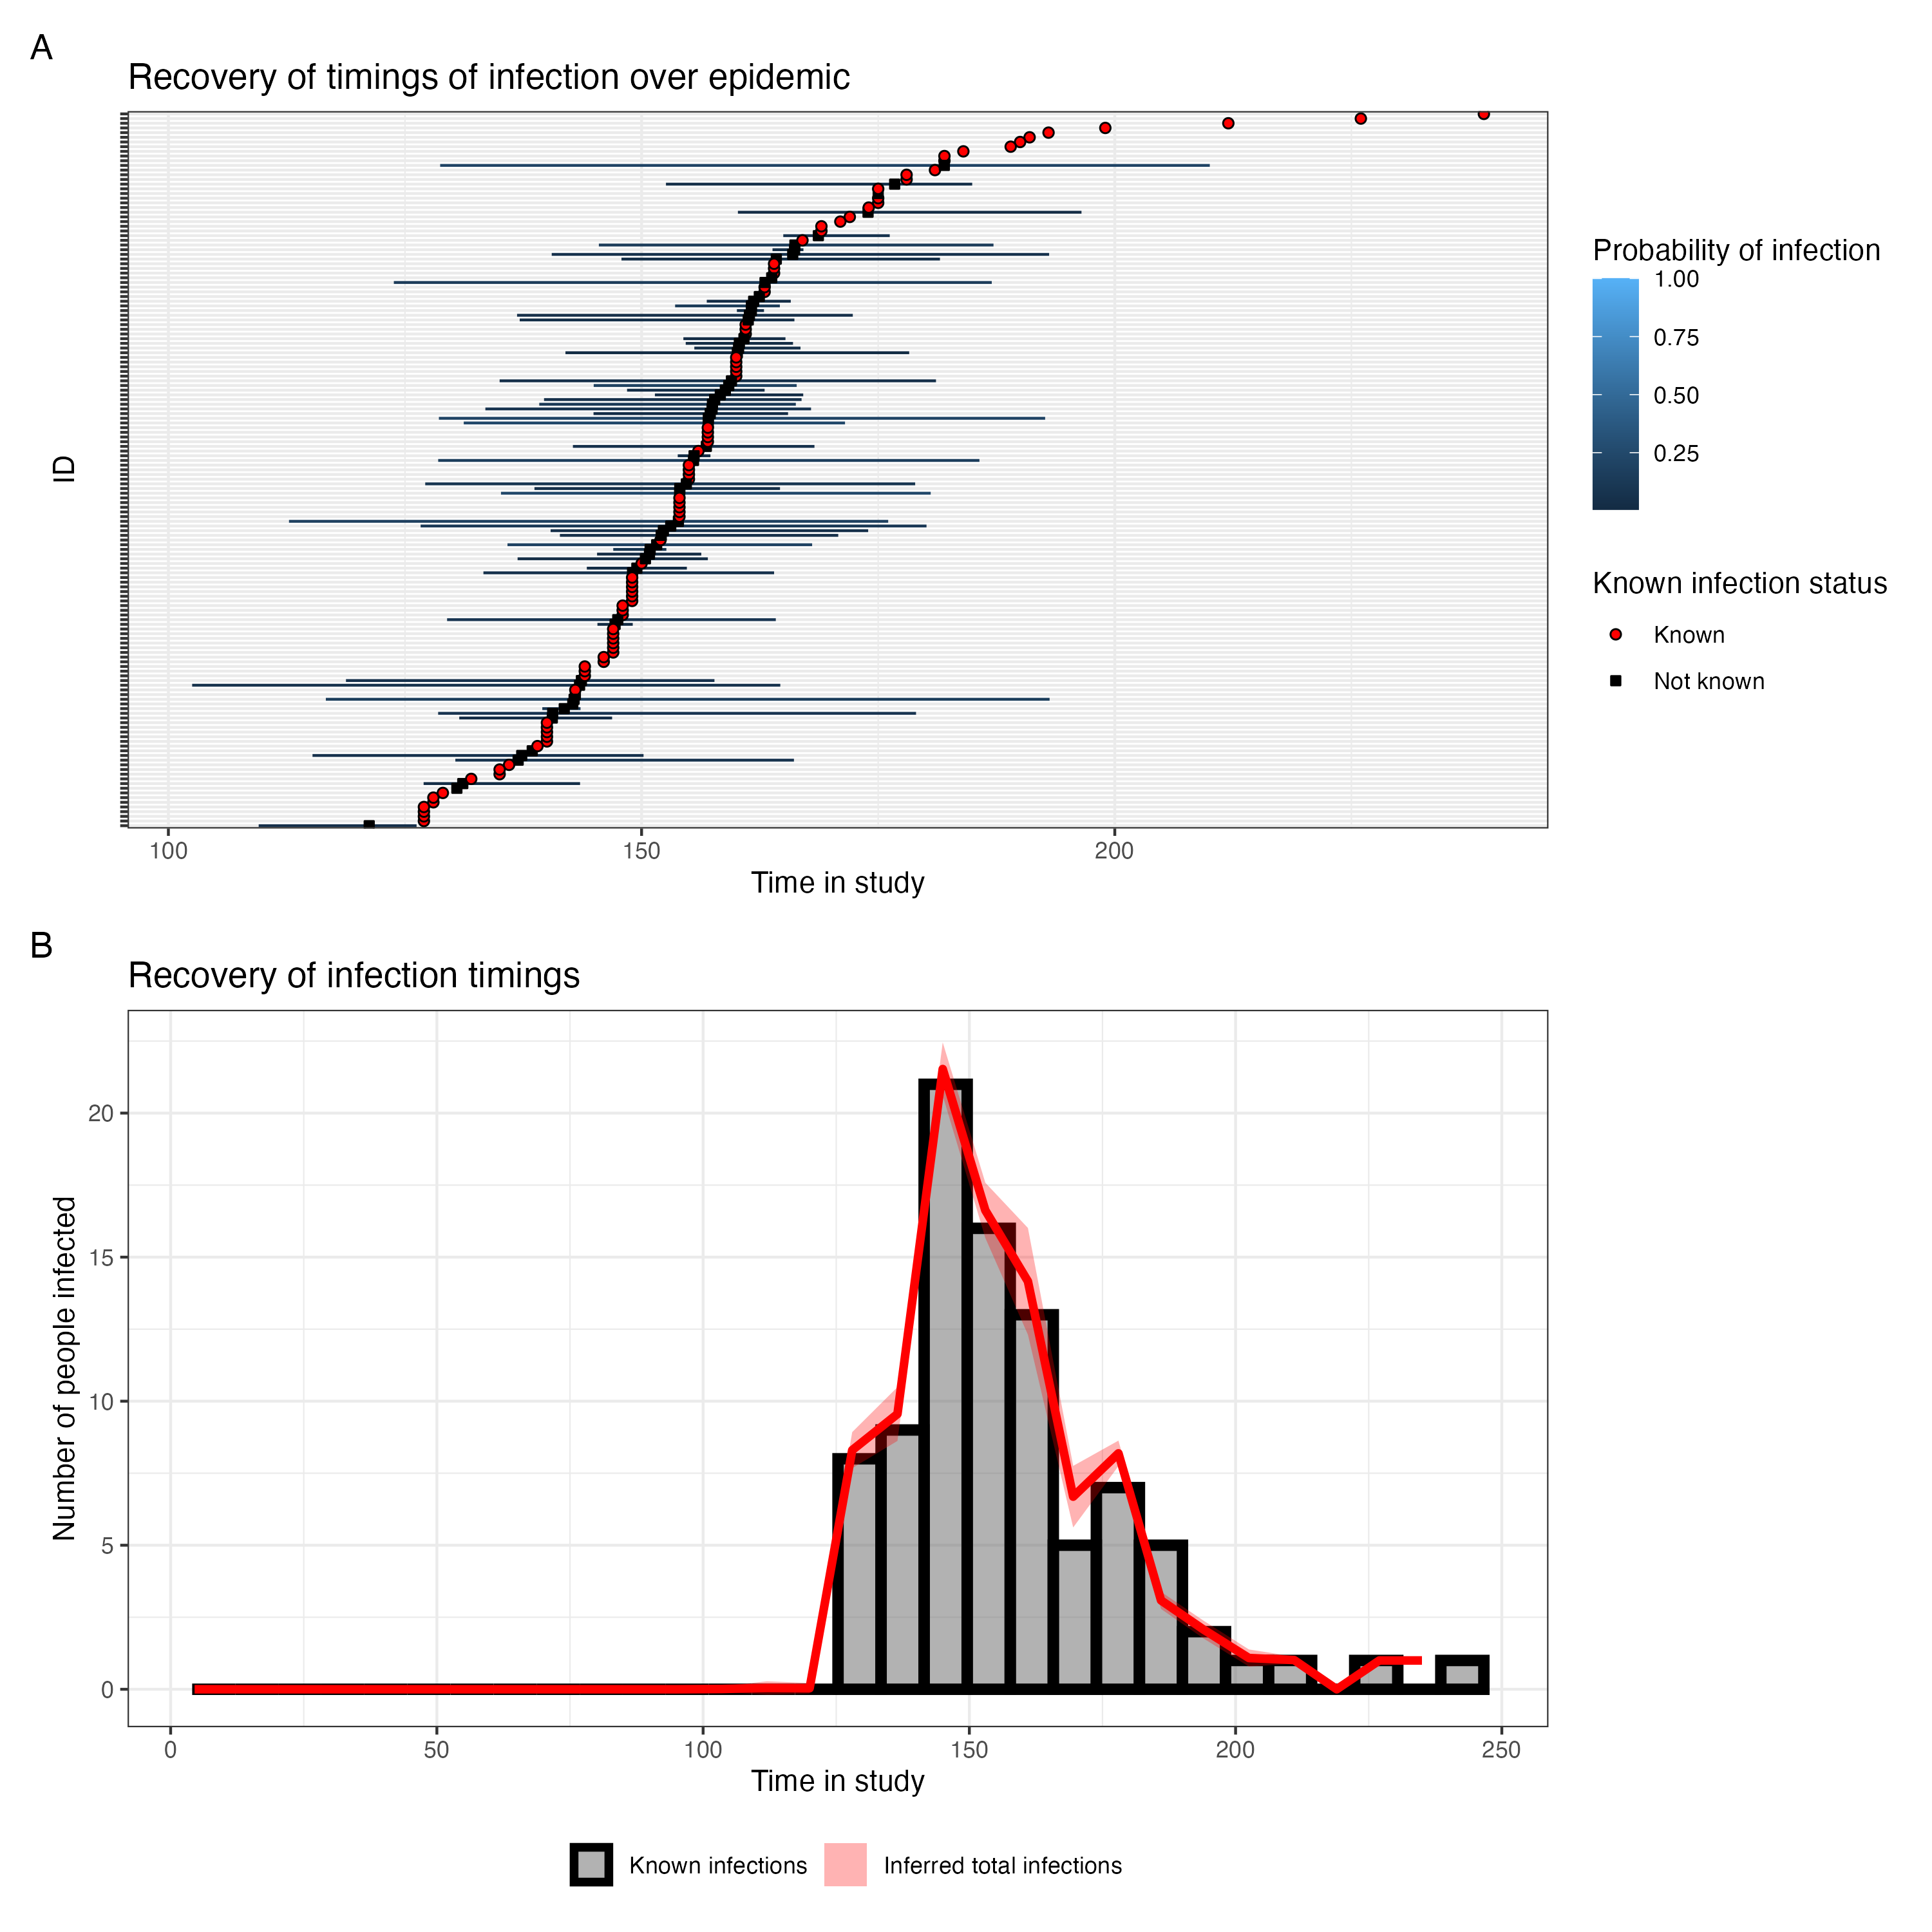 A
Recovery of timings of infection over epidemic
ID
100
150
200
Time in study
Probability of infection
1.00
0.75
0.50
0.25
Known infection status
Known
Not known
B
Recovery of infection timings
Number of people infected
20
15
10
5
0
0
50
100
150
200
250
Time in study
Known infections
Inferred total infections